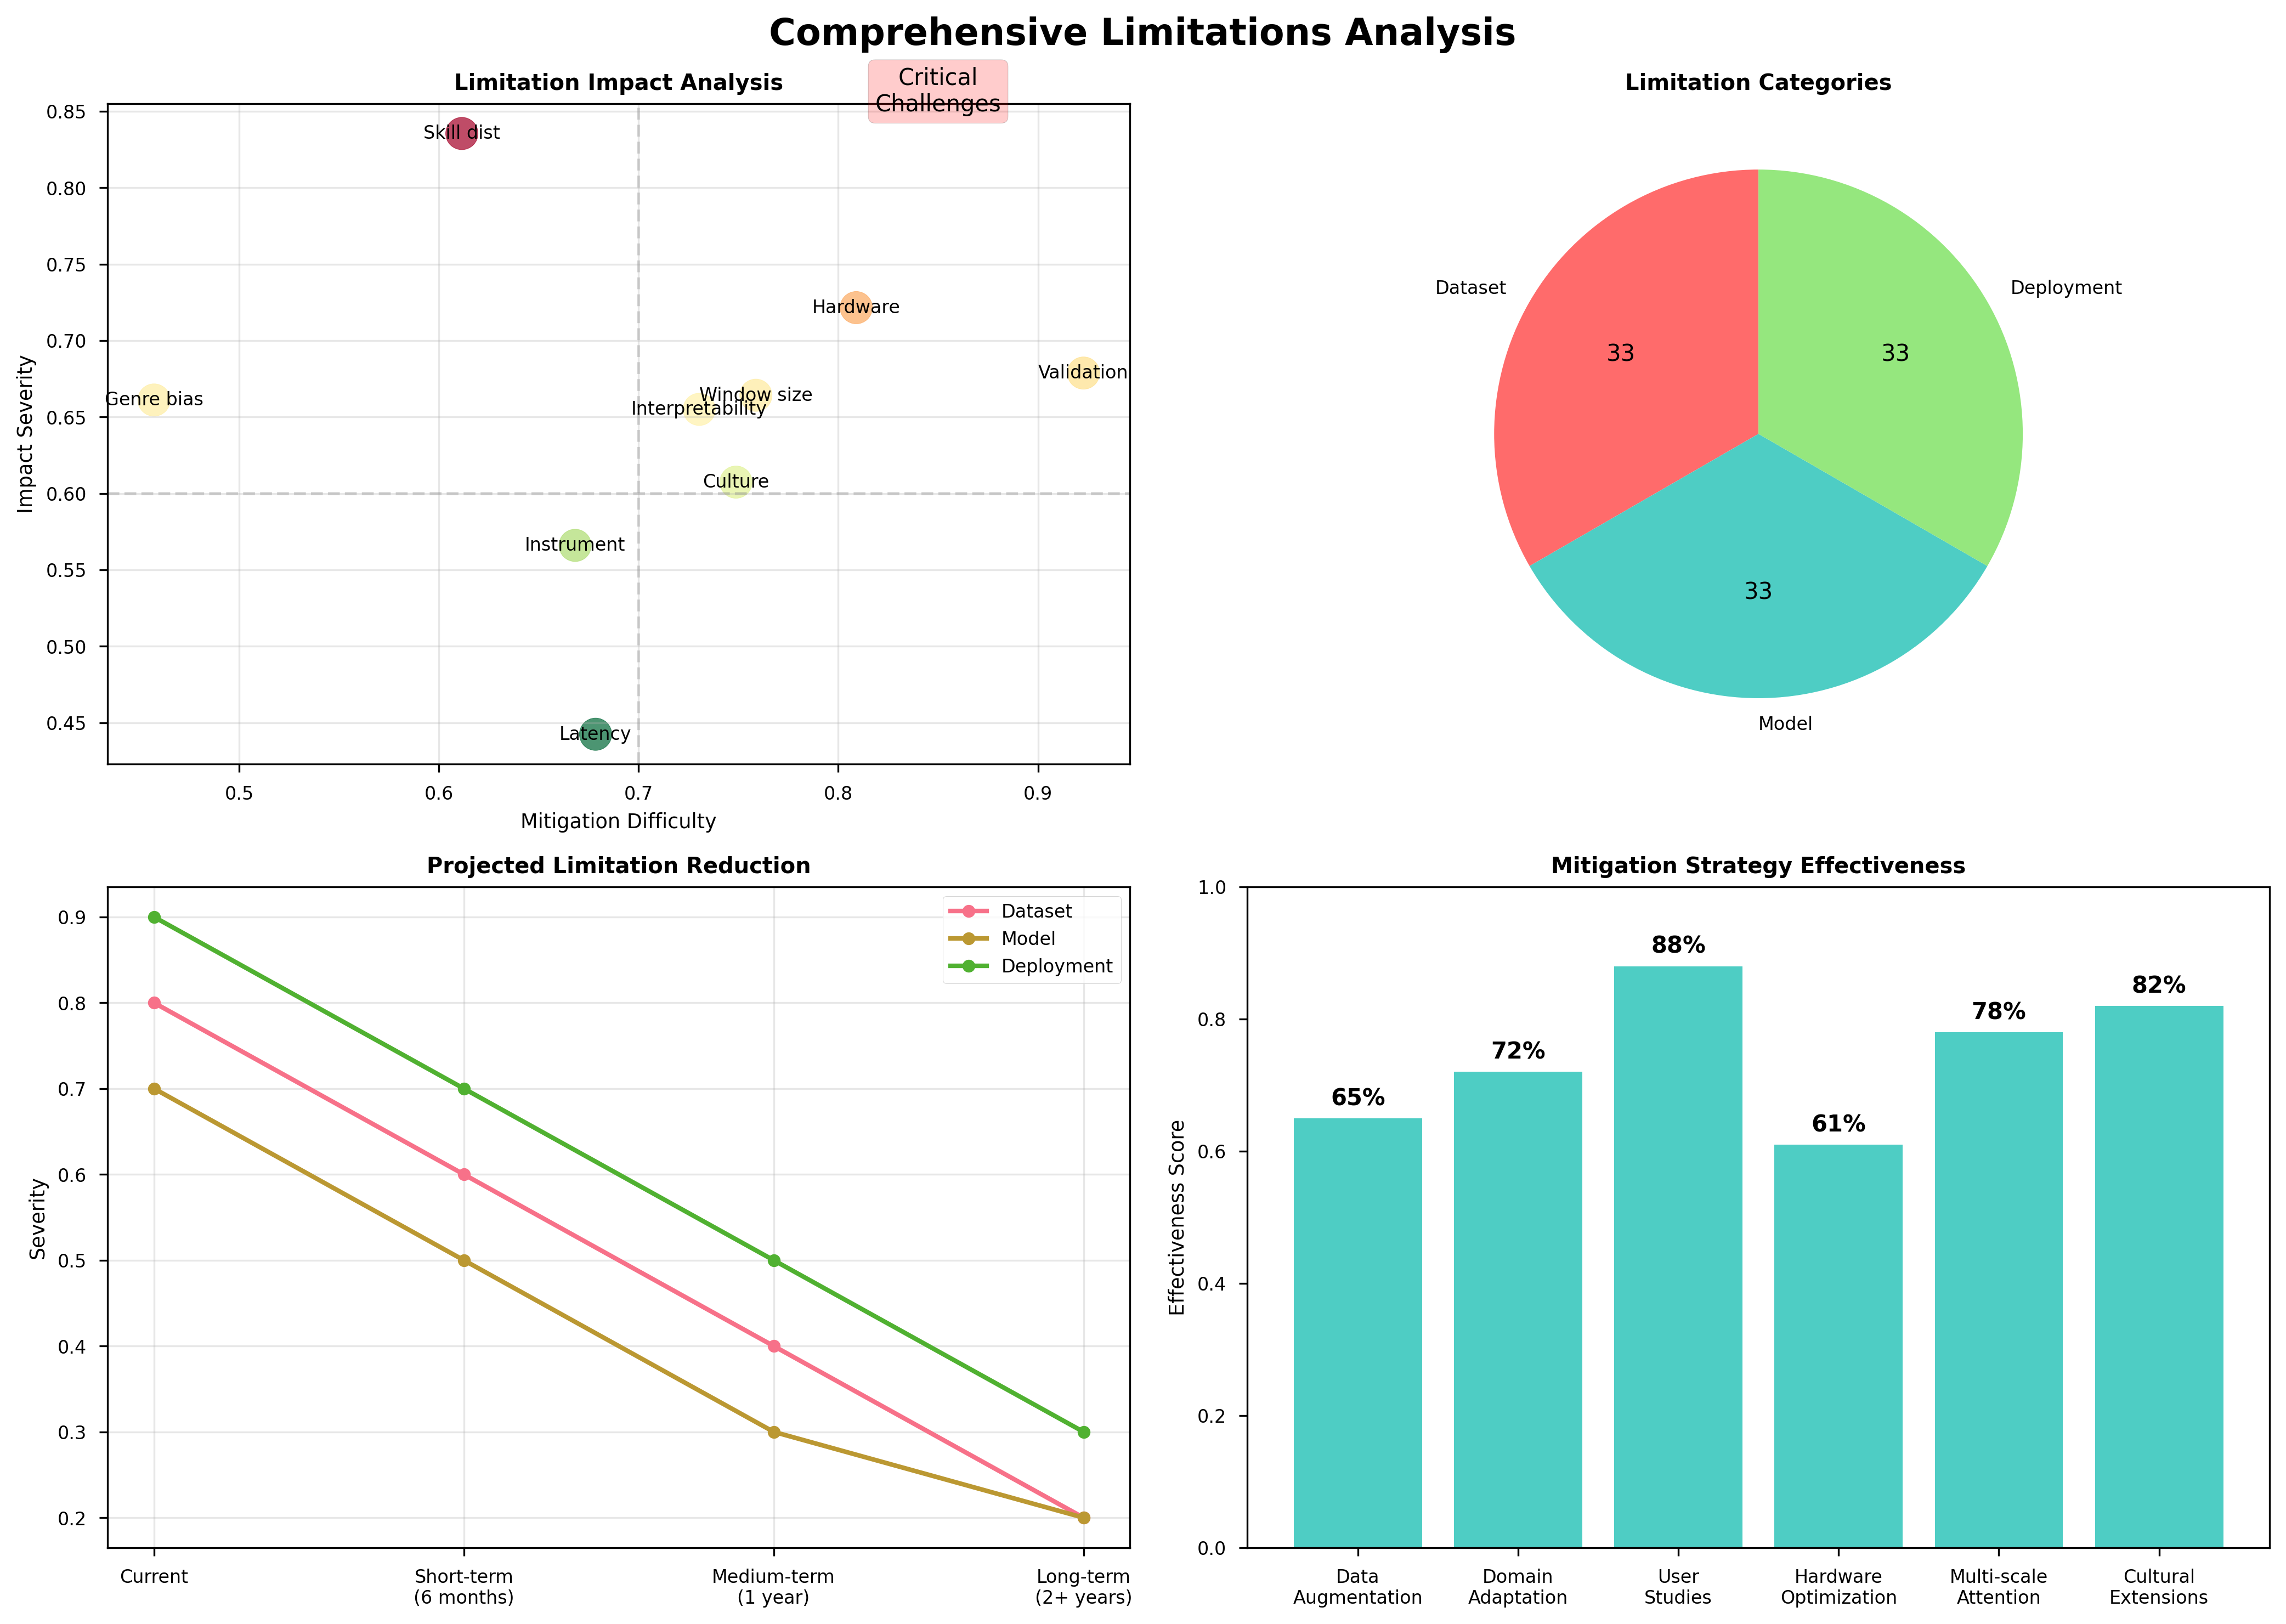 Comprehensive Limitations Analysis
Limitation Impact Analysis
Critical
Challenges
Impact Severity
0.85
0.80
0.75
0.70
0.65
0.60
0.55
0.50
0.45
Skill dist
Hardware
Validation
Genre bias
Window size
Interpretability
Culture
Instrument
Latency
0.5
0.6
0.7
0.8
0.9
Mitigation Difficulty
Limitation Categories
Dataset
Deployment
33
33
33
Model
Projected Limitation Reduction
Severity
0.9
0.8
0.7
0.6
0.5
0.4
0.3
0.2
Dataset
Model
Deployment
Current
Short-term
(6 months)
Medium-term
(1 year)
Long-term
(2+ years)
Mitigation Strategy Effectiveness
Effectiveness Score
1.0
0.8
0.6
0.4
0.2
0.0
65%
72%
88%
61%
78%
82%
Data
Augmentation
Domain
Adaptation
User
Studies
Hardware
Optimization
Multi-scale
Attention
Cultural
Extensions